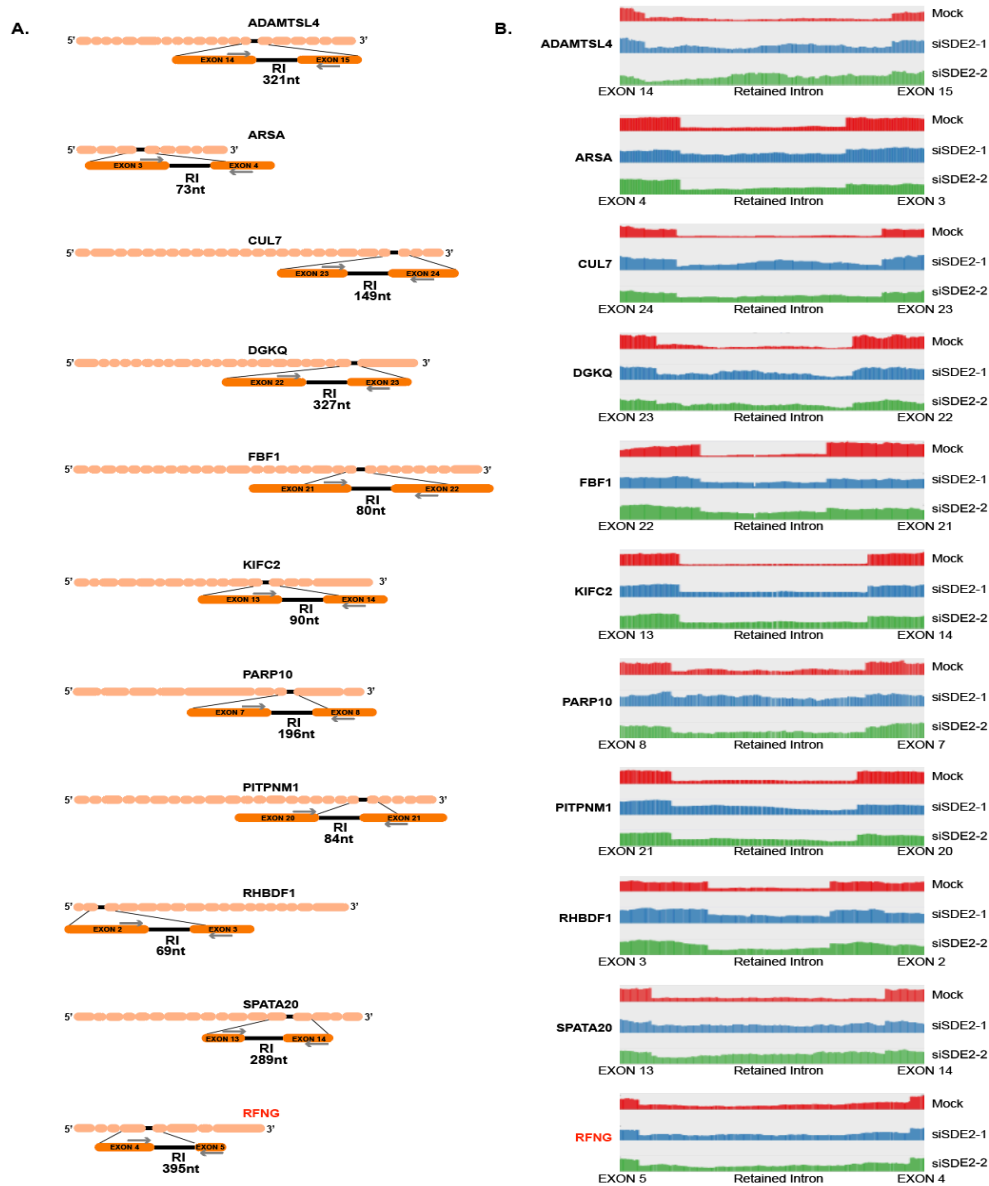 A.
ADAMTSL4
5' 3'
EXON 14 EXON 15
RI
321nt
ARSA
5' 3'
EXON 3 EXON 4
RI
73nt
CUL7
5' 3'
EXON 23 EXON 24
RI
149nt
DGKQ
5' 3'
EXON 22 EXON 23
RI
327nt
FBF1
5' 3'
EXON 21 EXON 22
RI
80nt
KIFC2
5' 3'
EXON 13 EXON 14
RI
90nt
PARP10
5' 3'
EXON 7 EXON 8
RI
196nt
PITPNM1
5' 3'
EXON 20 EXON 21
RI
84nt
RHBDF1
5' 3'
EXON 2 EXON 3
RI
69nt
SPATA20
5' 3'
EXON 13 EXON 14
RI
289nt
RFNG
5' 3'
EXON 4 EXON 5
RI
395nt
B.
Mock
ADAMTSL4 siSDE2-1
siSDE2-2
EXON 14 Retained Intron EXON 15
Mock
ARSA siSDE2-1
siSDE2-2
EXON 4 Retained Intron EXON 3
Mock
CUL7 siSDE2-1
siSDE2-2
EXON 24 Retained Intron EXON 23
Mock
DGKQ siSDE2-1
siSDE2-2
EXON 23 Retained Intron EXON 22
Mock
FBF1 siSDE2-1
siSDE2-2
EXON 22 Retained Intron EXON 21
Mock
KIFC2 siSDE2-1
siSDE2-2
EXON 13 Retained Intron EXON 14
Mock
PARP10 siSDE2-1
siSDE2-2
EXON 8 Retained Intron EXON 7
Mock
PITPNM1 siSDE2-1
siSDE2-2
EXON 21 Retained Intron EXON 20
Mock
RHBDF1 siSDE2-1
siSDE2-2
EXON 3 Retained Intron EXON 2
Mock
SPATA20 siSDE2-1
siSDE2-2
EXON 13 Retained Intron EXON 14
Mock
RFNG siSDE2-1
siSDE2-2
EXON 5 Retained Intron EXON 4